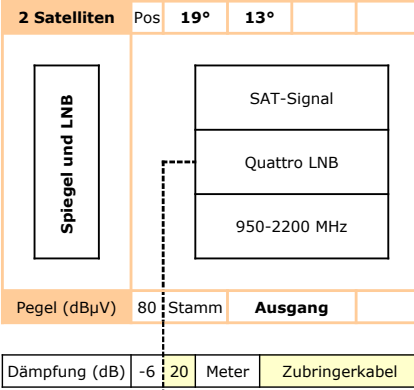 2 Satelliten Pos 19° 13°
Spiegel und LNB
SAT-Signal
Quattro LNB
950-2200 MHz
Pegel (dBµV) 80 Stamm Ausgang
Dämpfung (dB) -6 20 Meter Zubringerkabel